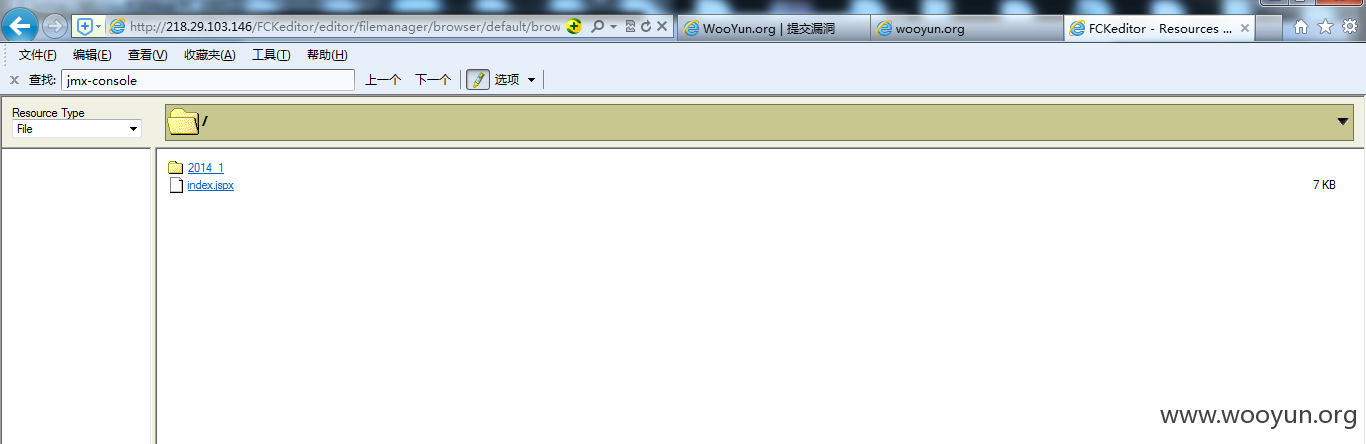 http://218.29.103.146/FCKeditor/editor/filemanager/browser/default/brow
WooYun.org | 提交漏洞
wooyun.org
FCKeditor - Resources ...
文件(F) 编辑(E) 查看(V) 收藏夹(A) 工具(T) 帮助(H)
查找: jmx-console 上一个 下一个 选项
Resource Type
File
/
2014_1
index.jspx 7 KB
www.wooyun.org